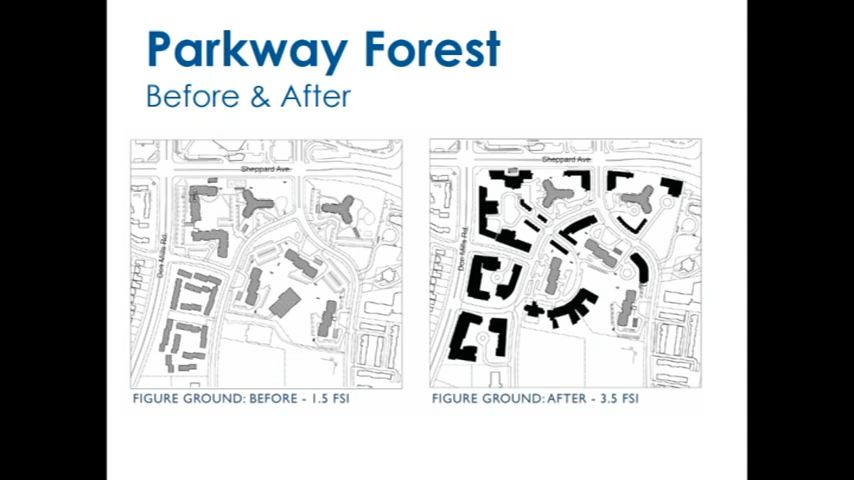 Parkway Forest
Before & After
Sheppard Ave.
Don Mills Rd.
Sheppard Ave.
Don Mills Rd.
FIGURE GROUND: BEFORE - 1.5 FSI
FIGURE GROUND: AFTER - 3.5 FSI